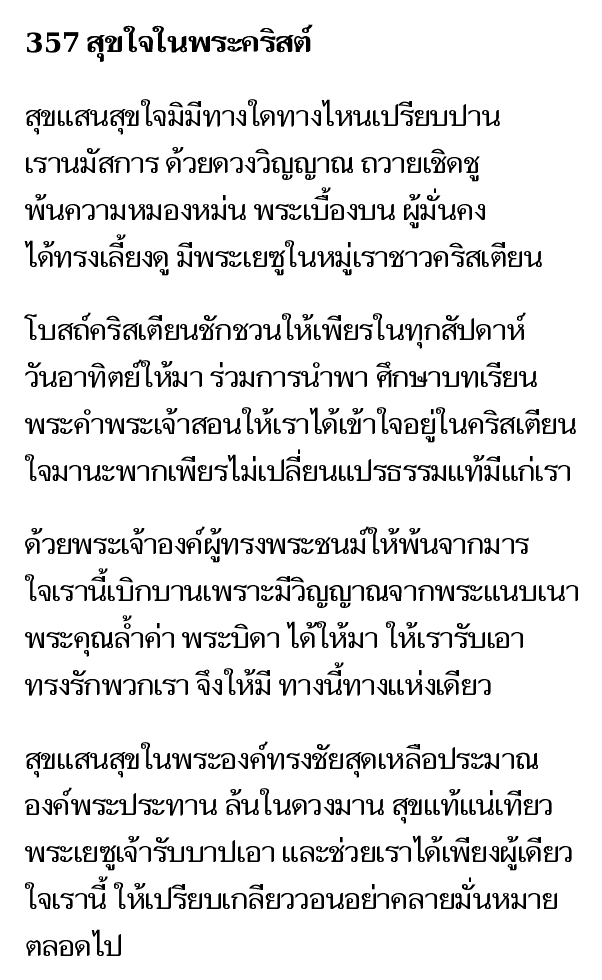 357 สุขใจในพระคริสต์
สุขแสนสุขใจมิมีทางใดทางไหนเปรียบปาน
เรานมัสการ ด้วยดวงวิญญาณ ถวายเชิดชู
พ้นความหมองหม่น พระเบื้องบน ผู้มั่นคง
ได้ทรงเลี้ยงดู มีพระเยซูในหมู่เราชาวคริสเตียน
โบสถ์คริสเตียนชักชวนให้เพียรในทุกสัปดาห์
วันอาทิตย์ให้มา ร่วมการนำพา ศึกษาบทเรียน
พระคำพระเจ้าสอนให้เราได้เข้าใจอยู่ในคริสเตียน
ใจมานะพากเพียรไม่เปลี่ยนแปรธรรมแท้มีแก่เรา
ด้วยพระเจ้าองค์ผู้ทรงพระชนม์ให้พ้นจากมาร
ใจเรานี้เบิกบานเพราะมีวิญญาณจากพระแนบเนา
พระคุณล้ำค่า พระบิดา ได้ให้มา ให้เรารับเอา
ทรงรักพวกเรา จึงให้มี ทางนี้ทางแห่งเดียว
สุขแสนสุขในพระองค์ทรงชัยสุดเหลือประมาณ
องค์พระประทาน ล้นในดวงมาน สุขแท้แน่เทียว
พระเยซูเจ้ารับบาปเอา และช่วยเราได้เพียงผู้เดียว
ใจเรานี้ ให้เปรียบเกลียววอนอย่าคลายมั่นหมาย
ตลอดไป